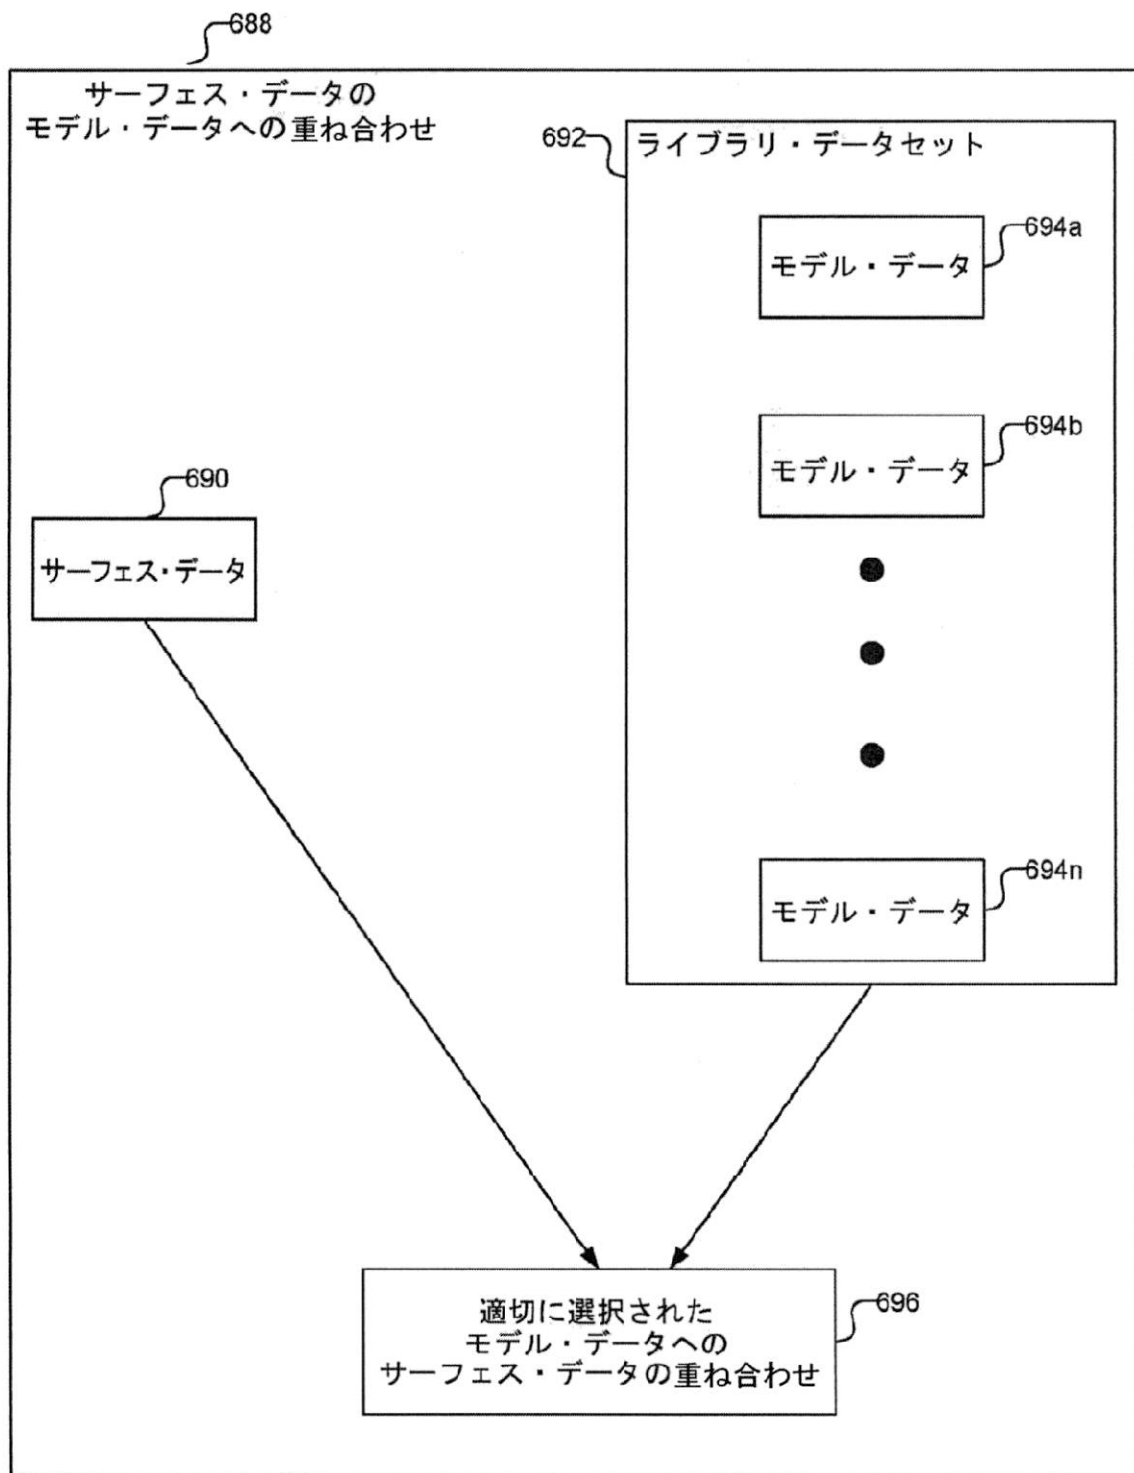 688
サーフェス・データの
モデル・データへの重ね合わせ
692
ライブラリ・データセット
694a
モデル・データ
694b
モデル・データ
690
サーフェス・データ
694n
モデル・データ
適切に選択された
モデル・データへの
サーフェス・データの重ね合わせ
696